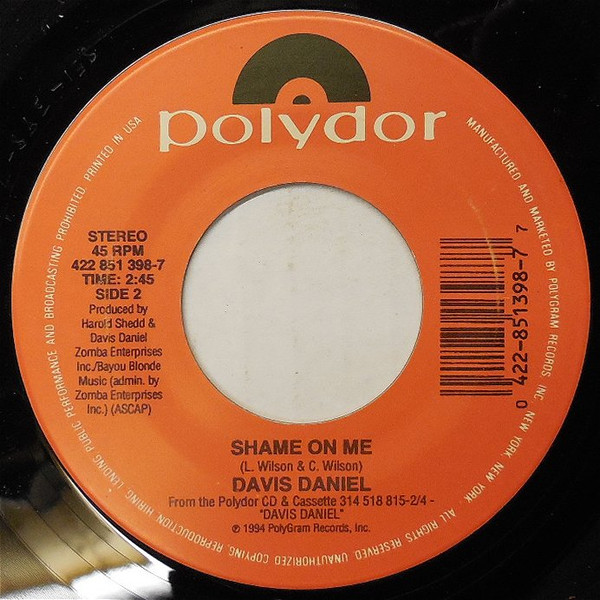 polydor
STEREO
45 RPM
422 851 398-7
TIME: 2:45
SIDE 2
Produced by
Harold Shedd &
Davis Daniel
Zomba Enterprises
Inc./Bayou Blonde
Music (admin. by
Zomba Enterprises
Inc.) (ASCAP)
0 422-851398-7 7
SHAME ON ME
(L. Wilson & C. Wilson)
DAVIS DANIEL
From the Polydor CD & Cassette 314 518 815-2/4 -
"DAVIS DANIEL"
℗ 1994 PolyGram Records, Inc.
MANUFACTURED AND MARKETED BY POLYGRAM RECORDS INC. NEW YORK, NEW YORK. ALL RIGHTS RESERVED. UNAUTHORIZED COPYING, REPRODUCTION HIRING, LENDING PUBLIC PERFORMANCE AND BROADCASTING PROHIBITED. PRINTED IN USA